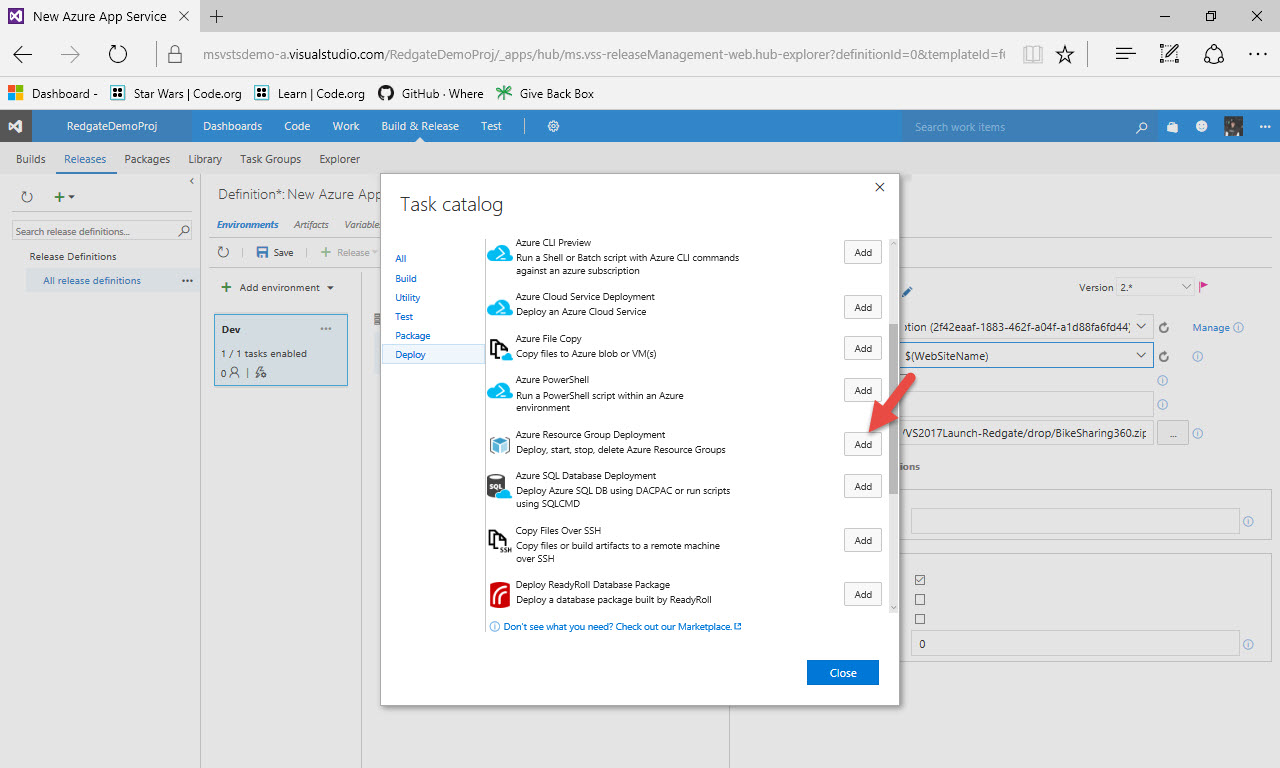 New Azure App Service
msvstsdemo-a.visualstudio.com/RedgateDemoProj/_apps/hub/ms.vss-releaseManagement-web.hub-explorer?definitionId=0&templateId=f
Dashboard -
Star Wars | Code.org
Learn | Code.org
GitHub · Where
Give Back Box
RedgateDemoProj
Dashboards
Code
Work
Build & Release
Test
Search work items
Builds
Releases
Packages
Library
Task Groups
Explorer
Search release definitions...
Release Definitions
All release definitions
Definition*: New Azure App
Environments
Artifacts
Variable
Save
Release
Add environment
Dev
1 / 1 tasks enabled
0
Task catalog
All
Build
Utility
Test
Package
Deploy
Azure CLI Preview
Run a Shell or Batch script with Azure CLI commands
against an azure subscription
Add
Azure Cloud Service Deployment
Deploy an Azure Cloud Service
Add
Azure File Copy
Copy files to Azure blob or VM(s)
Add
Azure PowerShell
Run a PowerShell script within an Azure
environment
Add
Azure Resource Group Deployment
Deploy, start, stop, delete Azure Resource Groups
Add
SQL
Azure SQL Database Deployment
Deploy Azure SQL DB using DACPAC or run scripts
using SQLCMD
Add
SSH
Copy Files Over SSH
Copy files or build artifacts to a remote machine
over SSH
Add
Deploy ReadyRoll Database Package
Deploy a database package built by ReadyRoll
Add
Don't see what you need? Check out our Marketplace.
Close
Version 2.*
ption (2f42eaaf-1883-462f-a04f-a1d88fa6fd44)
Manage
$(WebSiteName)
/VS2017Launch-Redgate/drop/BikeSharing360.zip
...
ions
0